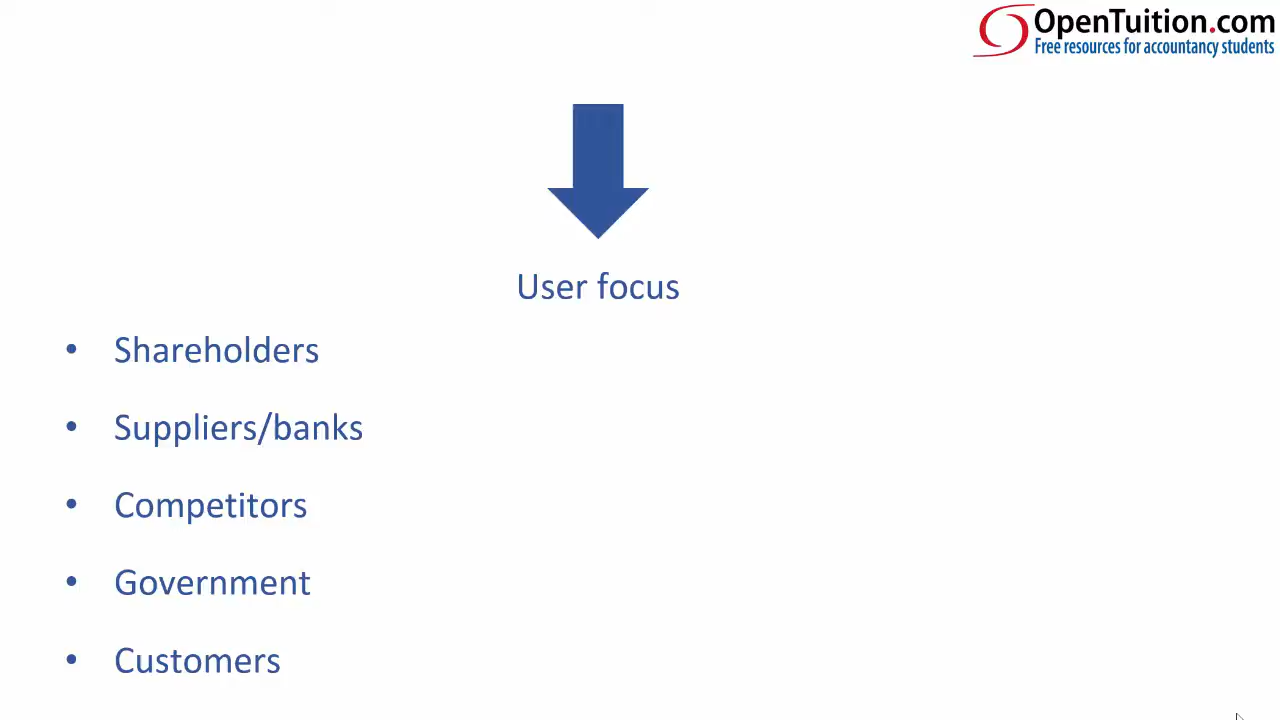 OpenTuition.com
Free resources for accountancy students
User focus
• Shareholders
• Suppliers/banks
• Competitors
• Government
• Customers